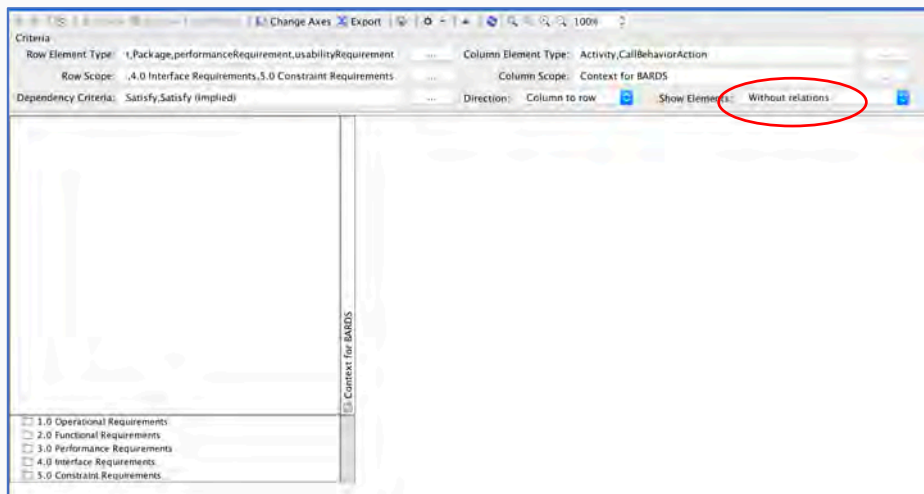 Change Axes Export 100%
Criteria
Row Element Type: t,Package,performanceRequirement,usabilityRequirement ... Column Element Type: Activity,CallBehaviorAction ...
Row Scope: ,4.0 Interface Requirements,5.0 Constraint Requirements ... Column Scope: Context for BARDS ...
Dependency Criteria: Satisfy,Satisfy (Implied) ... Direction: Column to row Show Elements: Without relations
Context for BARDS
1.0 Operational Requirements
2.0 Functional Requirements
3.0 Performance Requirements
4.0 Interface Requirements
5.0 Constraint Requirements